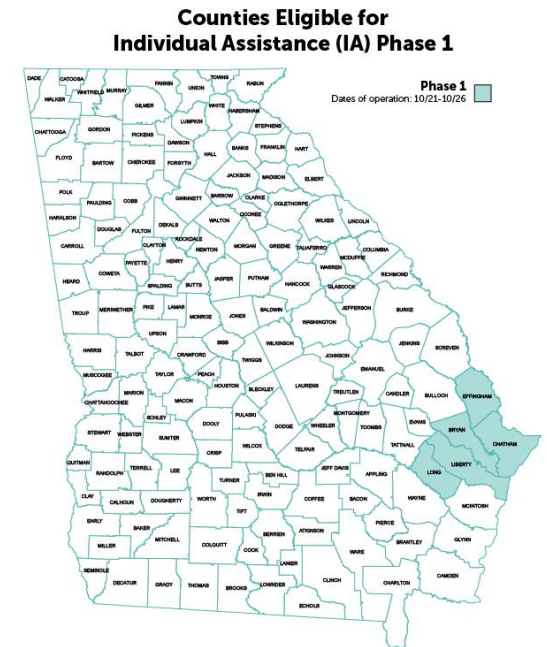 Counties Eligible for
Individual Assistance (IA) Phase 1
Phase 1
Dates of operation: 10/21-10/26
DADE
CATOOSA
WALKER
WHITFIELD
MURRAY
FANNIN
UNION
TOWNS
RABUN
GILMER
WHITE
HABERSHAM
LUMPKIN
STEPHENS
CHATTOOGA
GORDON
PICKENS
DAWSON
HALL
BANKS
FRANKLIN
HART
FLOYD
BARTOW
CHEROKEE
FORSYTH
JACKSON
MADISON
ELBERT
POLK
PAULDING
COBB
GWINNETT
BARROW
CLARKE
OCONEE
OGLETHORPE
HARALSON
DOUGLAS
FULTON
DEKALB
WALTON
WILKES
LINCOLN
CARROLL
CLAYTON
ROCKDALE
NEWTON
MORGAN
GREENE
TALIAFERRO
COLUMBIA
MCDUFFIE
FAYETTE
HENRY
WARREN
RICHMOND
HEARD
COWETA
SPALDING
BUTTS
JASPER
PUTNAM
HANCOCK
GLASCOCK
TROUP
MERIWETHER
PIKE
LAMAR
MONROE
JONES
BALDWIN
WASHINGTON
JEFFERSON
BURKE
UPSON
HARRIS
TALBOT
CRAWFORD
BIBB
TWIGGS
WILKINSON
JOHNSON
JENKINS
SCREVEN
MUSCOGEE
TAYLOR
PEACH
HOUSTON
BLECKLEY
LAURENS
EMANUEL
CHATTAHOOCHEE
MARION
MACON
TREUTLEN
CANDLER
BULLOCH
EFFINGHAM
SCHLEY
DOOLY
PULASKI
DODGE
WHEELER
MONTGOMERY
TOOMBS
EVANS
BRYAN
CHATHAM
STEWART
WEBSTER
SUMTER
WILCOX
TELFAIR
TATTNALL
LIBERTY
LONG
QUITMAN
RANDOLPH
TERRELL
LEE
CRISP
TURNER
BEN HILL
JEFF DAVIS
APPLING
CLAY
CALHOUN
DOUGHERTY
WORTH
IRWIN
COFFEE
BACON
WAYNE
MCINTOSH
TIFT
EARLY
BAKER
MITCHELL
COLQUITT
COOK
BERRIEN
ATKINSON
PIERCE
BRANTLEY
GLYNN
MILLER
LANIER
WARE
SEMINOLE
DECATUR
GRADY
THOMAS
BROOKS
LOWNDES
CLINCH
CHARLTON
CAMDEN
ECHOLS